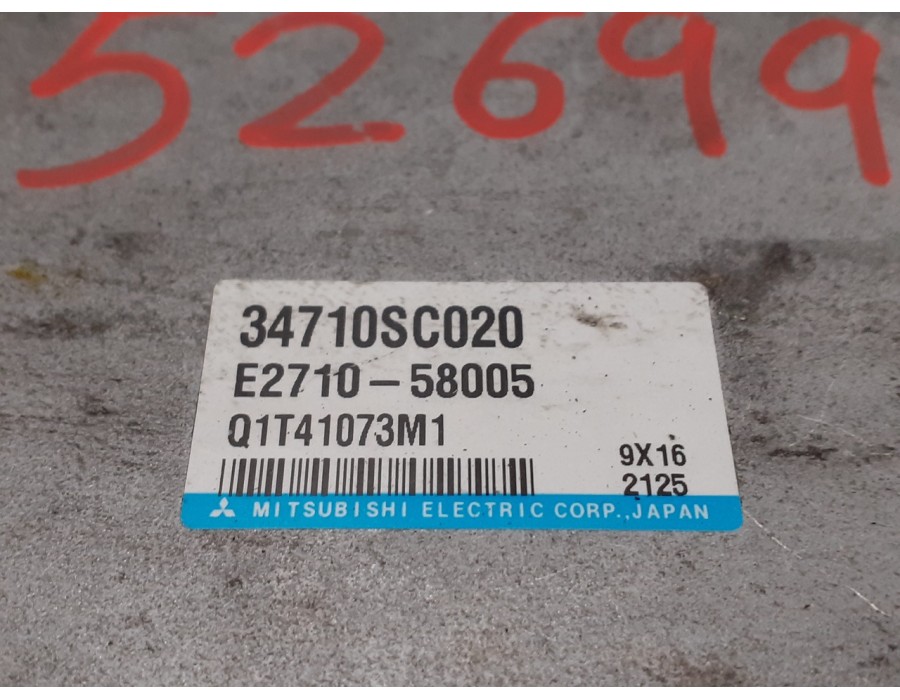 52699
34710SC020
E2710-58005
Q1T41073M1
9X16
2125
MITSUBISHI ELECTRIC CORP.,JAPAN